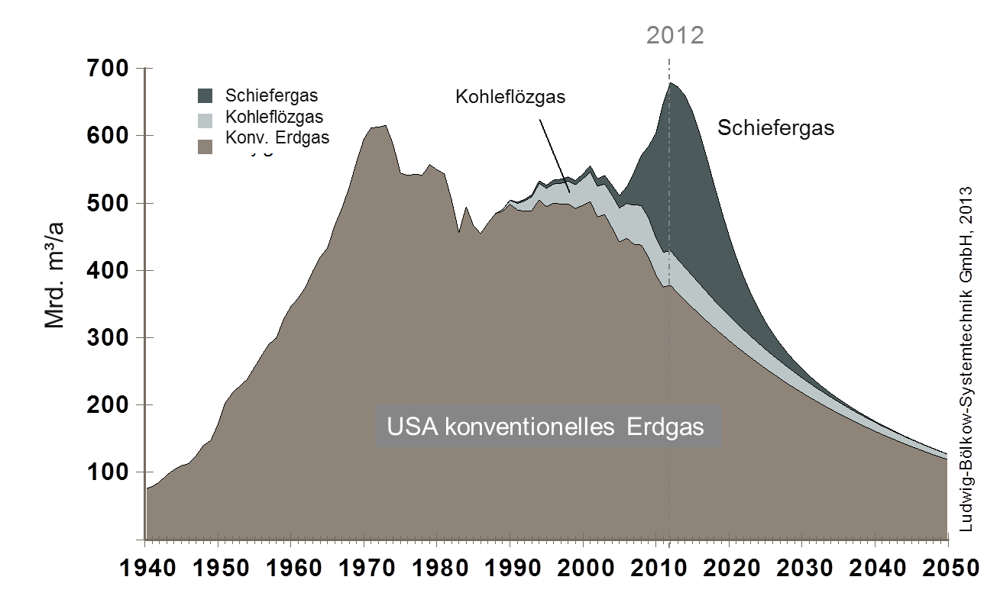 2012
700
600
500
400
300
200
100
Mrd. m³/a
Schiefergas
Kohleflözgas
Konv. Erdgas
Kohleflözgas
Schiefergas
USA konventionelles Erdgas
1940 1950 1960 1970 1980 1990 2000 2010 2020 2030 2040 2050
Ludwig-Bölkow-Systemtechnik GmbH, 2013